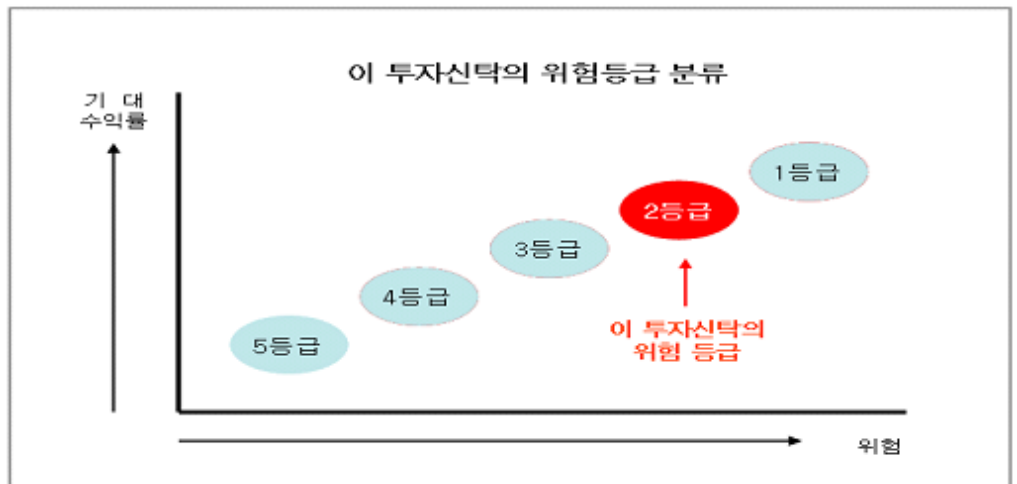 이 투자신탁의 위험등급 분류
기 대
수익률
1등급
2등급
3등급
4등급
5등급
이 투자신탁의
위험 등급
위험